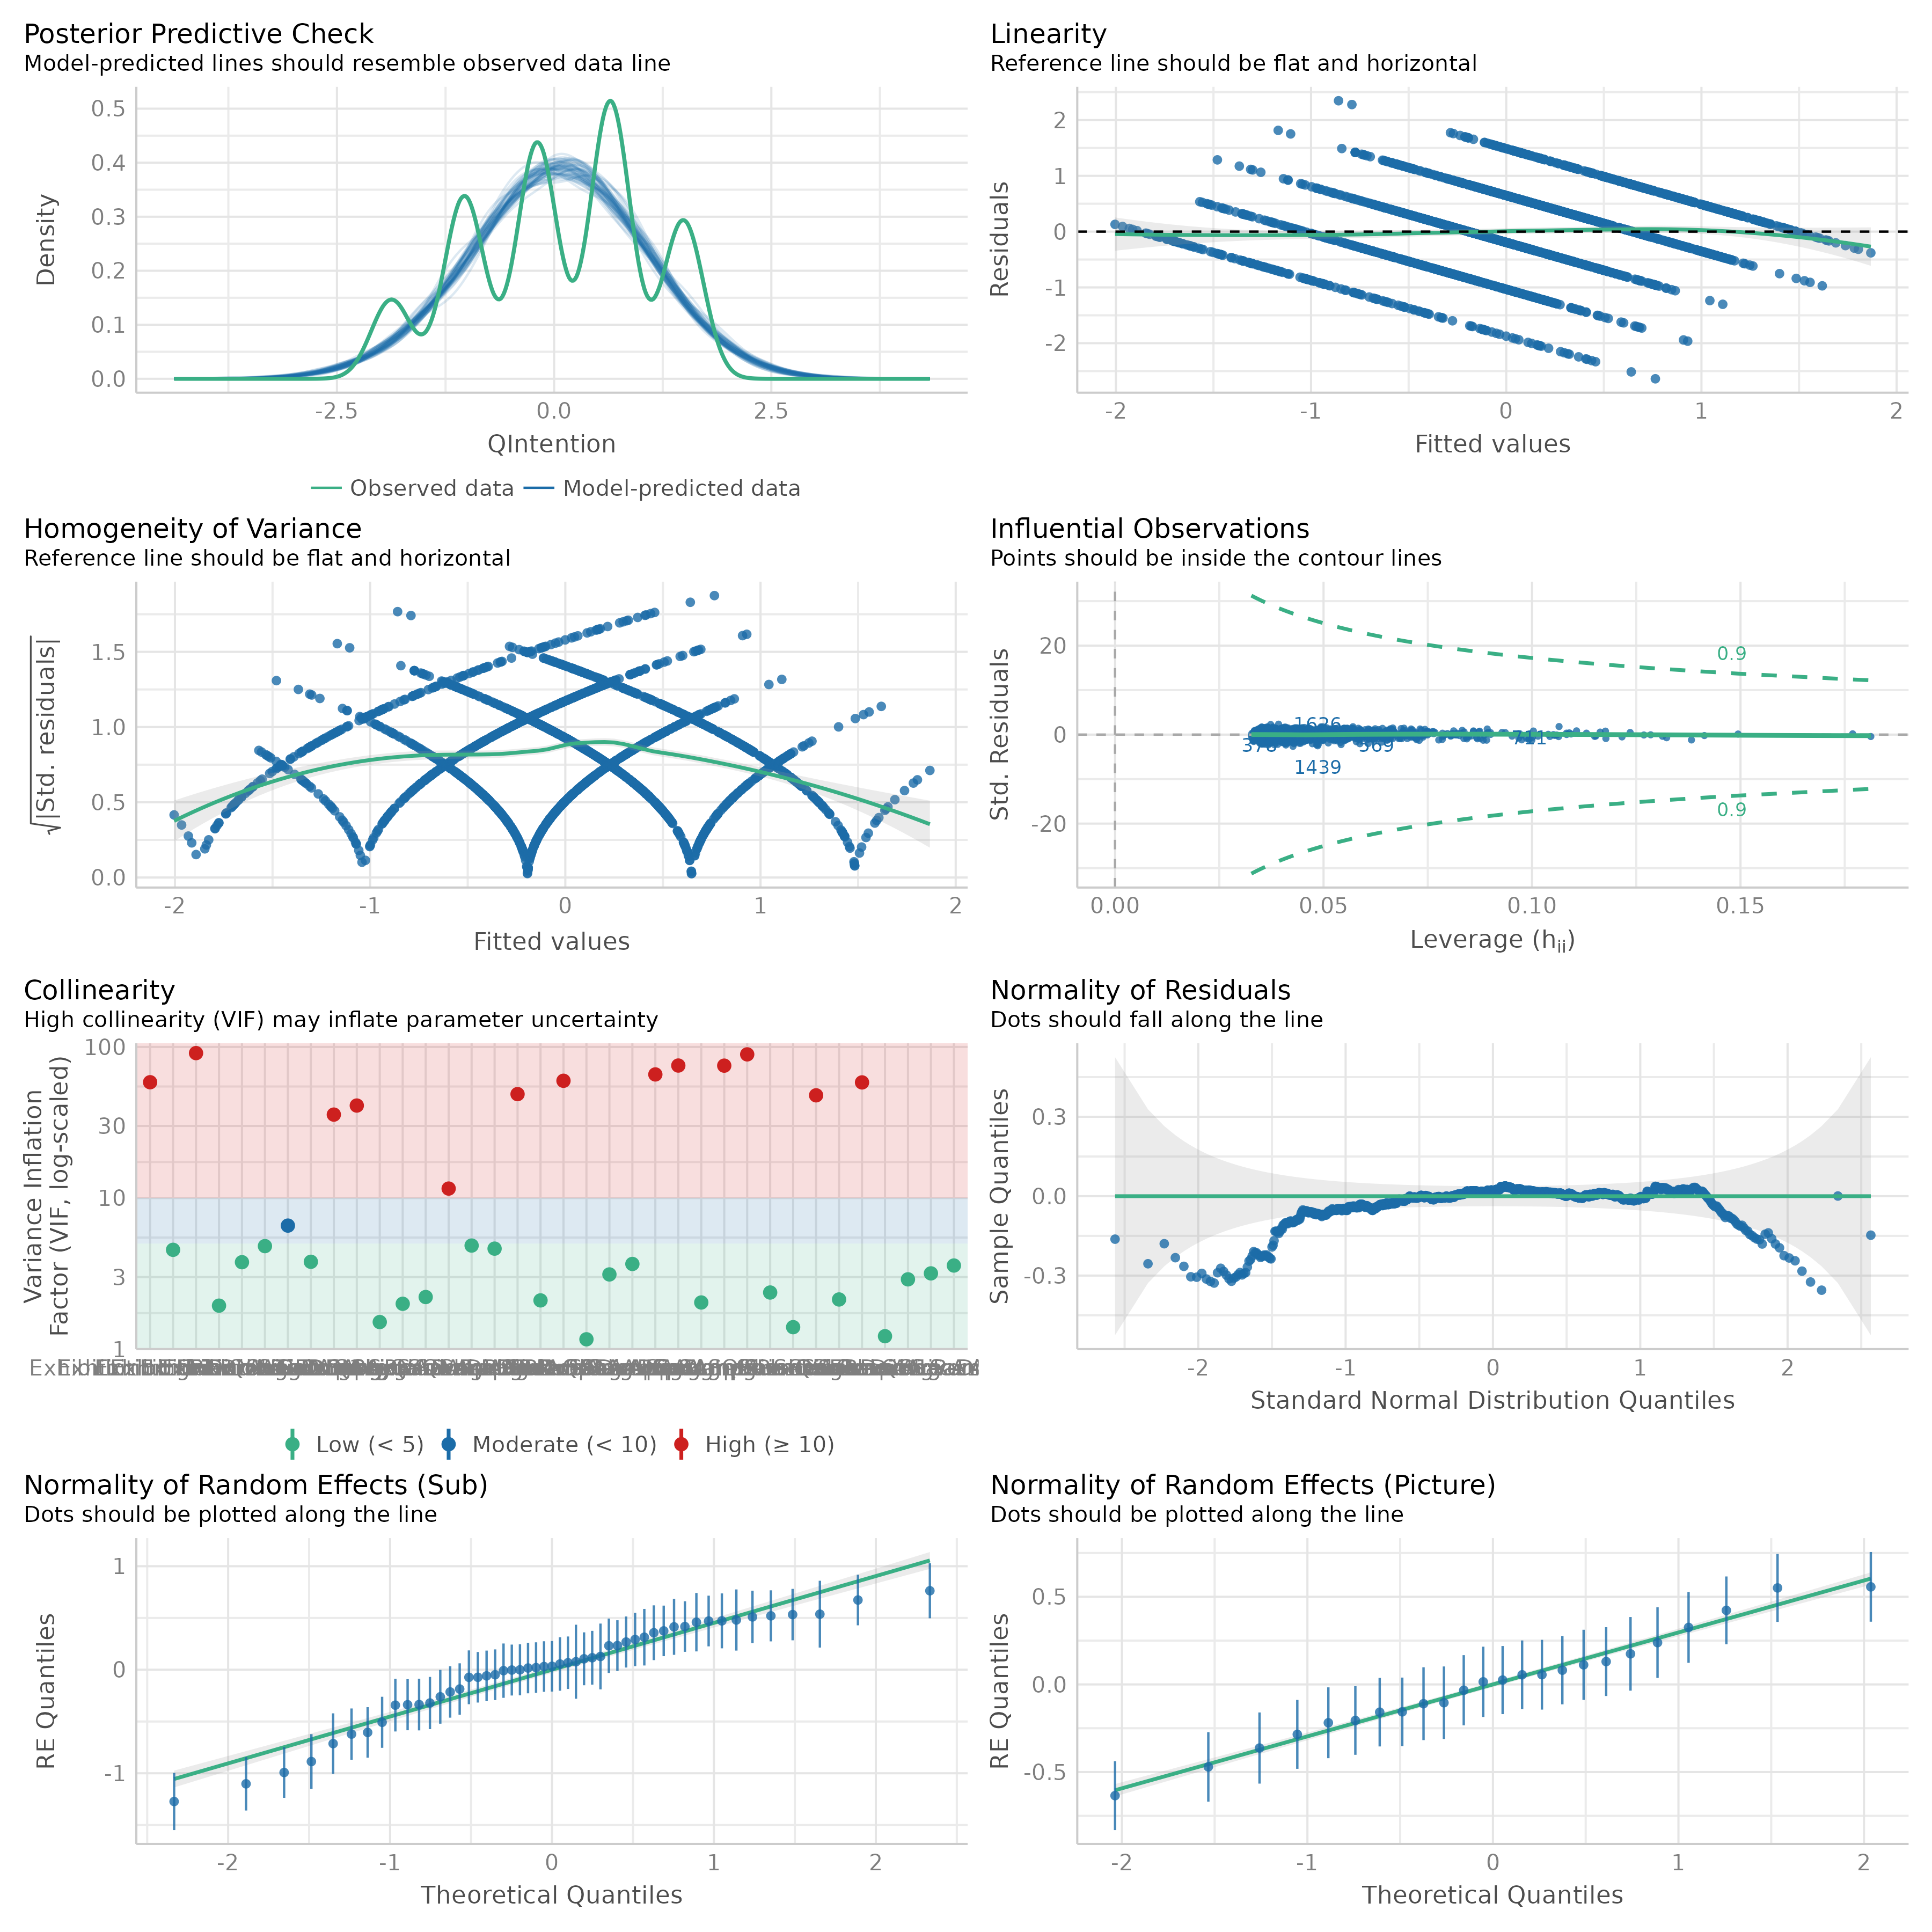 Posterior Predictive Check
Model-predicted lines should resemble observed data line
Density
0.5
0.4
0.3
0.2
0.1
0.0
-2.5 0.0 2.5
QIntention
Observed data Model-predicted data
Linearity
Reference line should be flat and horizontal
Residuals
2
1
0
-1
-2
-2 -1 0 1 2
Fitted values
Homogeneity of Variance
Reference line should be flat and horizontal
√|Std. residuals|
1.5
1.0
0.5
0.0
-2 -1 0 1 2
Fitted values
Influential Observations
Points should be inside the contour lines
Std. Residuals
20
0
-20
0.9
1626
569
1439
0.9
0.00 0.05 0.10 0.15
Leverage (hii)
Collinearity
High collinearity (VIF) may inflate parameter uncertainty
Variance Inflation
Factor (VIF, log-scaled)
100
30
10
3
1
Low (< 5) Moderate (< 10) High (≥ 10)
Normality of Residuals
Dots should fall along the line
Sample Quantiles
0.3
0.0
-0.3
-2 -1 0 1 2
Standard Normal Distribution Quantiles
Normality of Random Effects (Sub)
Dots should be plotted along the line
RE Quantiles
1
0
-1
-2 -1 0 1 2
Theoretical Quantiles
Normality of Random Effects (Picture)
Dots should be plotted along the line
RE Quantiles
0.5
0.0
-0.5
-2 -1 0 1 2
Theoretical Quantiles